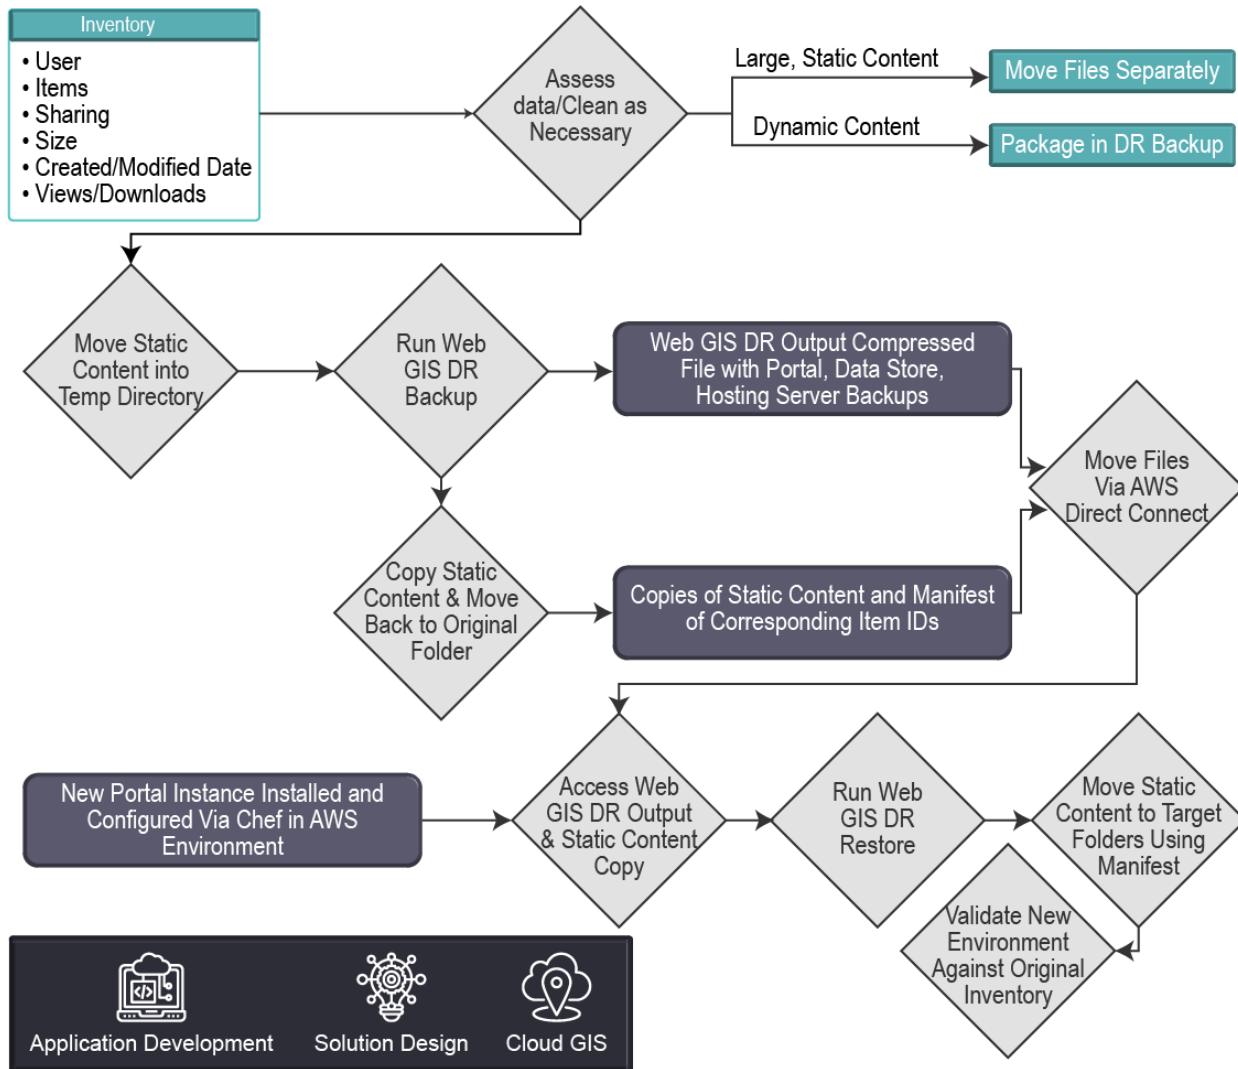 Inventory
• User
• Items
• Sharing
• Size
• Created/Modified Date
• Views/Downloads
Assess
data/Clean as
Necessary
Large, Static Content
Move Files Separately
Dynamic Content
Package in DR Backup
Move Static
Content into
Temp Directory
Run Web
GIS DR
Backup
Web GIS DR Output Compressed
File with Portal, Data Store,
Hosting Server Backups
Move Files
Via AWS
Direct Connect
Copy Static
Content & Move
Back to Original
Folder
Copies of Static Content and Manifest
of Corresponding Item IDs
New Portal Instance Installed and
Configured Via Chef in AWS
Environment
Access Web
GIS DR Output
& Static Content
Copy
Run Web
GIS DR
Restore
Move Static
Content to Target
Folders Using
Manifest
Validate New
Environment
Against Original
Inventory
Application Development
Solution Design
Cloud GIS